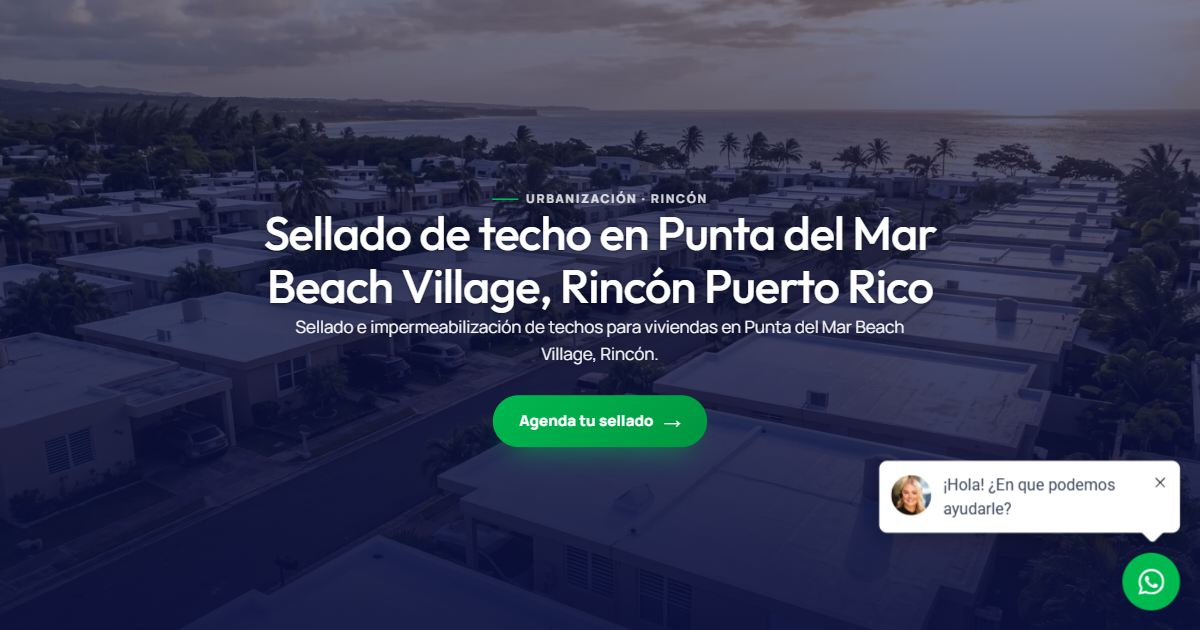 URBANIZACIÓN · RINCÓN
Sellado de techo en Punta del Mar
Beach Village, Rincón Puerto Rico
Sellado e impermeabilización de techos para viviendas en Punta del Mar Beach
Village, Rincón.
Agenda tu sellado →
¡Hola! ¿En que podemos
ayudarle?